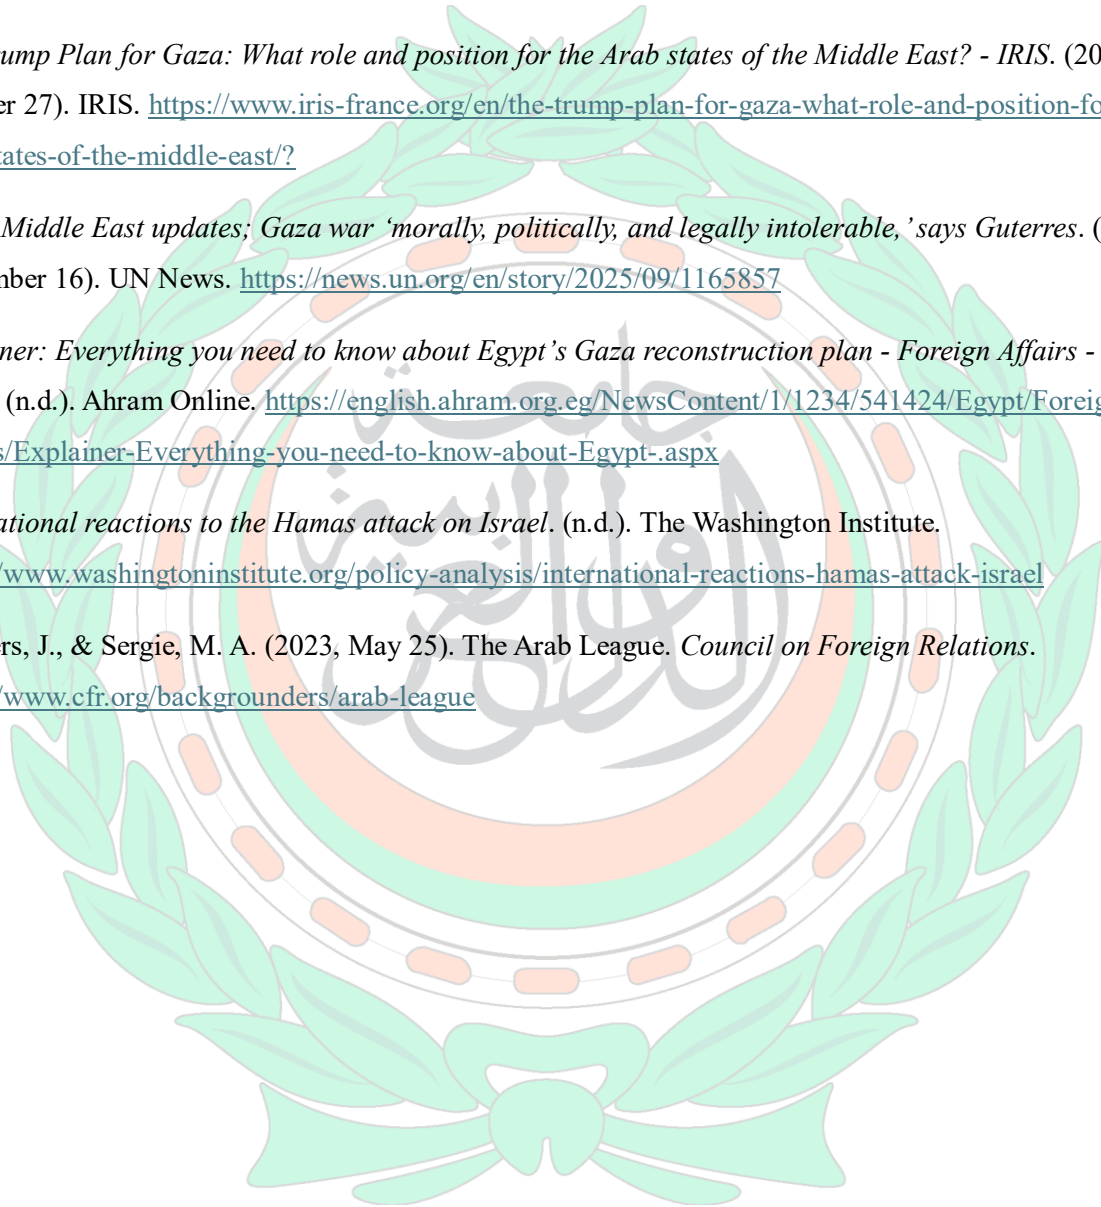 ump Plan for Gaza: What role and position for the Arab states of the Middle East? - IRIS. (20
er 27). IRIS. https://www.iris-france.org/en/the-trump-plan-for-gaza-what-role-and-position-fo
tates-of-the-middle-east/?
Middle East updates; Gaza war ‘morally, politically, and legally intolerable,’ says Guterres. (
nber 16). UN News. https://news.un.org/en/story/2025/09/1165857
ner: Everything you need to know about Egypt’s Gaza reconstruction plan - Foreign Affairs -
(n.d.). Ahram Online. https://english.ahram.org.eg/NewsContent/1/1234/541424/Egypt/Foreig
s/Explainer-Everything-you-need-to-know-about-Egypt-.aspx
ational reactions to the Hamas attack on Israel. (n.d.). The Washington Institute.
/www.washingtoninstitute.org/policy-analysis/international-reactions-hamas-attack-israel
rs, J., & Sergie, M. A. (2023, May 25). The Arab League. Council on Foreign Relations.
/www.cfr.org/backgrounders/arab-league
جامعة
الدول العربية